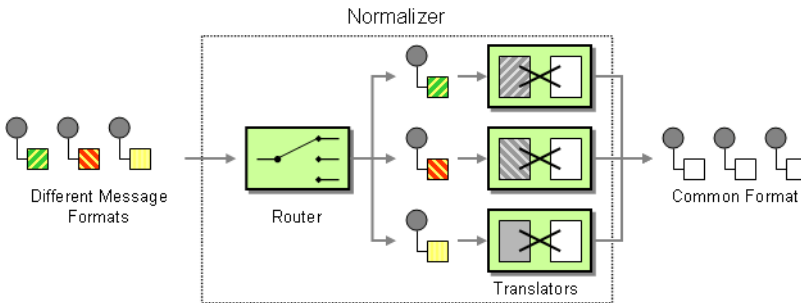 Normalizer
Different Message
Formats
Router
Translators
Common Format